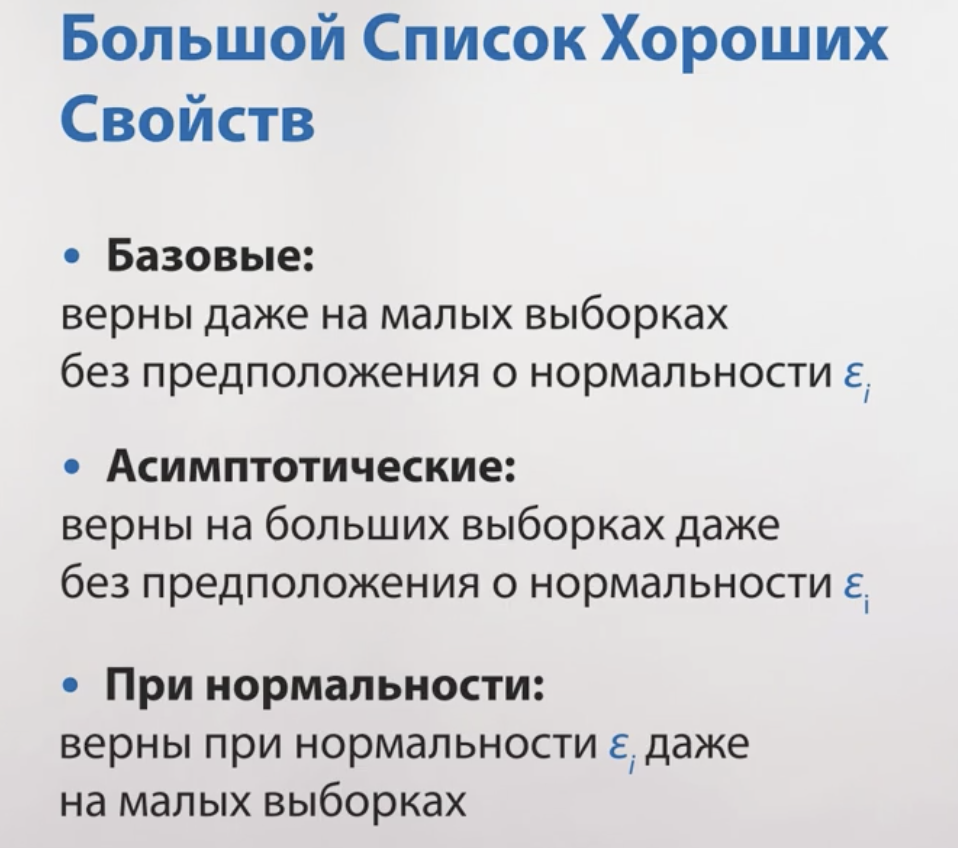 Большой Список Хороших
Свойств
• Базовые:
верны даже на малых выборках
без предположения о нормальности εᵢ
• Асимптотические:
верны на больших выборках даже
без предположения о нормальности εᵢ
• При нормальности:
верны при нормальности εᵢ даже
на малых выборках